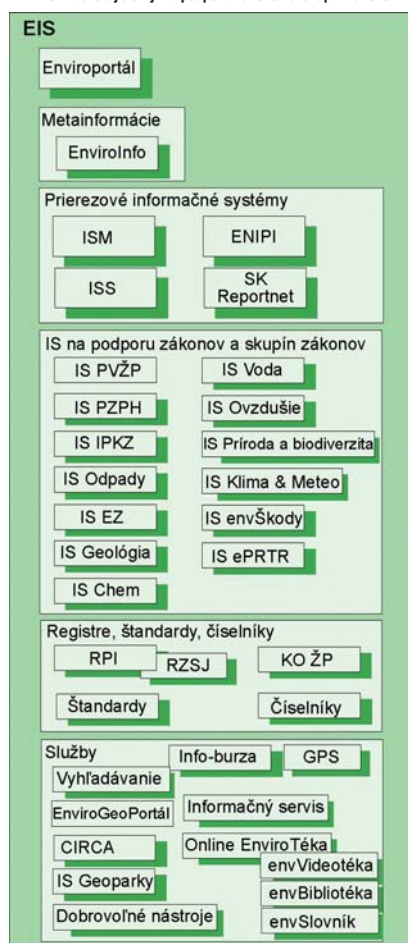 EIS
Enviroportál
Metainformácie
EnviroInfo
Prierezové informačné systémy
ISM
ENIPI
ISS
SK
Reportnet
IS na podporu zákonov a skupín zákonov
IS PVŽP
IS Voda
IS PZPH
IS Ovzdušie
IS IPKZ
IS Príroda a biodiverzita
IS Odpady
IS Klima & Meteo
IS EZ
IS envŠkody
IS Geológia
IS ePRTR
IS Chem
Registre, štandardy, číselníky
RPI
RZSJ
KO ŽP
Štandardy
Číselníky
Služby
Info-burza
GPS
Vyhľadávanie
EnviroGeoPortál
Informačný servis
CIRCA
Online EnviroTéka
envVideotéka
IS Geoparky
envBibliotéka
Dobrovoľné nástroje
envSlovník